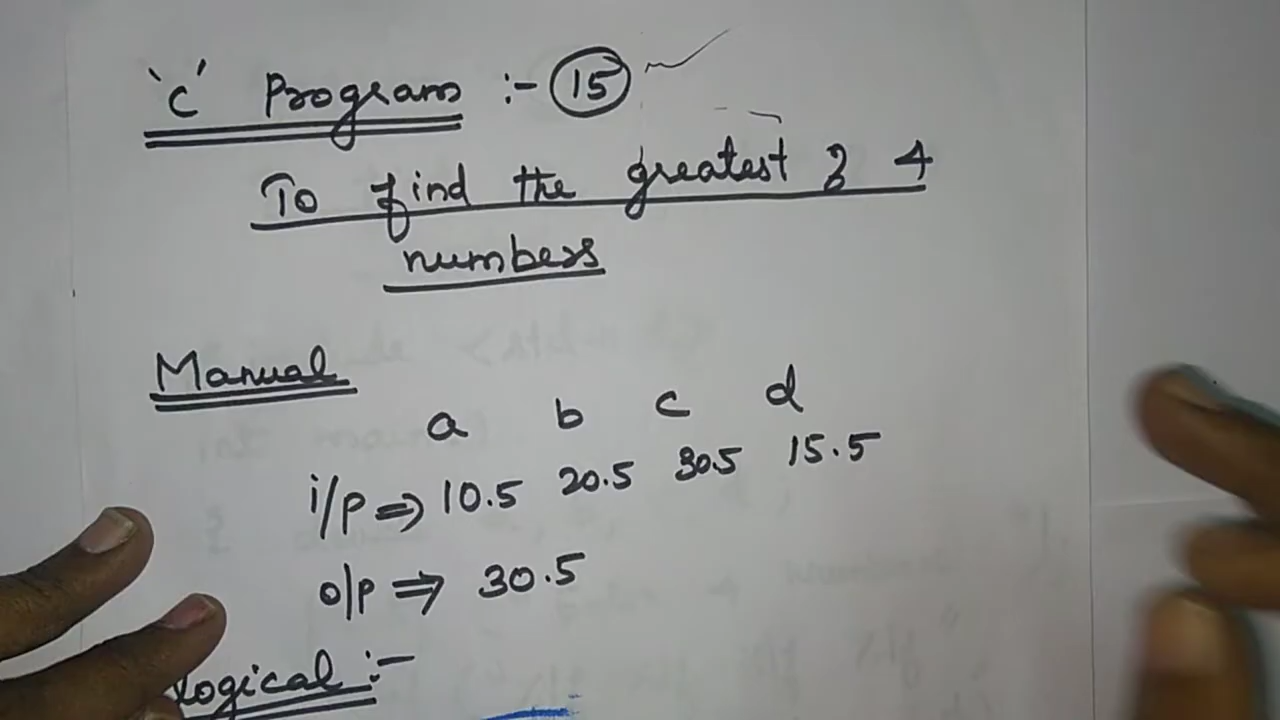 'C' Program :- 15
To find the greatest of 4
numbers
Manual
a b c d
i/p ⇒ 10.5 20.5 30.5 15.5
o/p ⇒ 30.5
Logical :-